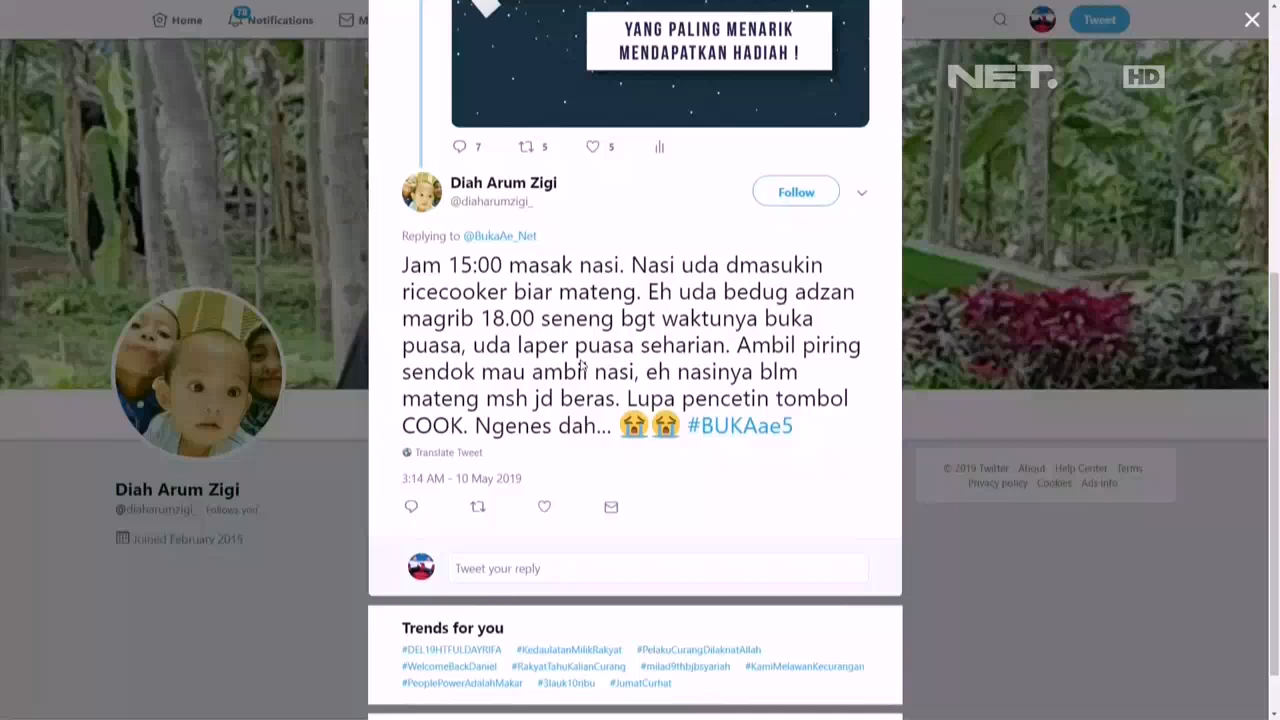 Home
78
Notifications
M
Tweet
YANG PALING MENARIK
MENDAPATKAN HADIAH !
NET.
HD
7
5
5
Diah Arum Zigi
@diaharumzigi_
Follow
Replying to @BukaAe_Net
Jam 15:00 masak nasi. Nasi uda dmasukin
ricecooker biar mateng. Eh uda bedug adzan
magrib 18.00 seneng bgt waktunya buka
puasa, uda laper puasa seharian. Ambil piring
sendok mau ambil nasi, eh nasinya blm
mateng msh jd beras. Lupa pencetin tombol
COOK. Ngenes dah... 😭😭 #BUKAae5
Translate Tweet
3:14 AM - 10 May 2019
Diah Arum Zigi
@diaharumzigi_ Follows you
Joined February 2015
© 2019 Twitter About Help Center Terms
Privacy policy Cookies Ads info
Tweet your reply
Trends for you
#DEL19HTFULDAYRIFA #KedaulatanMilikRakyat #PelakuCurangDilaknatAllah
#WelcomeBackDaniel #RakyatTahuKalianCurang #milad9thbjbsyariah #KamiMelawanKecurangan
#PeoplePowerAdalahMakar #3lauk10ribu #JumatCurhat